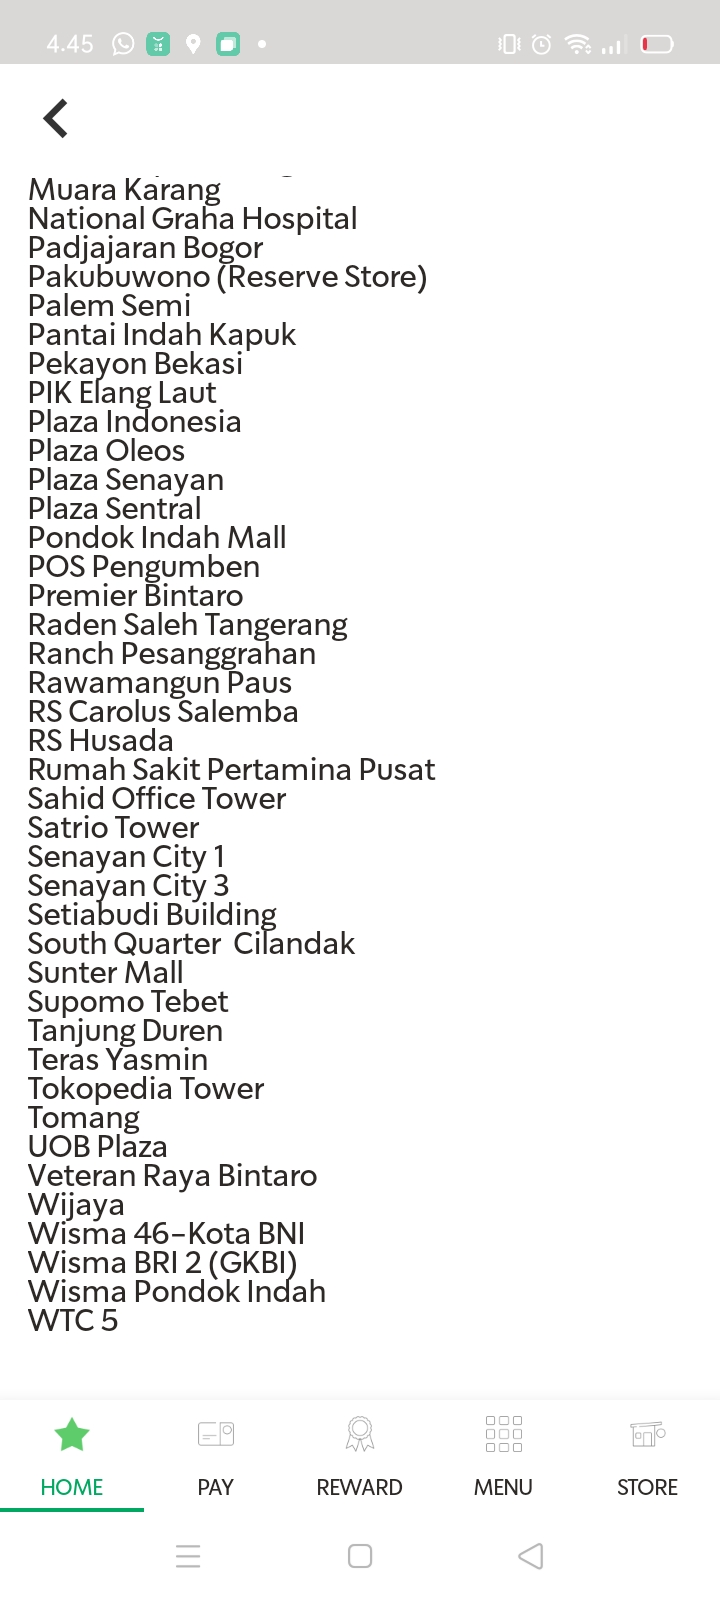 4.45
Muara Karang
National Graha Hospital
Padjajaran Bogor
Pakubuwono (Reserve Store)
Palem Semi
Pantai Indah Kapuk
Pekayon Bekasi
PIK Elang Laut
Plaza Indonesia
Plaza Oleos
Plaza Senayan
Plaza Sentral
Pondok Indah Mall
POS Pengumben
Premier Bintaro
Raden Saleh Tangerang
Ranch Pesanggrahan
Rawamangun Paus
RS Carolus Salemba
RS Husada
Rumah Sakit Pertamina Pusat
Sahid Office Tower
Satrio Tower
Senayan City 1
Senayan City 3
Setiabudi Building
South Quarter  Cilandak
Sunter Mall
Supomo Tebet
Tanjung Duren
Teras Yasmin
Tokopedia Tower
Tomang
UOB Plaza
Veteran Raya Bintaro
Wijaya
Wisma 46-Kota BNI
Wisma BRI 2 (GKBI)
Wisma Pondok Indah
WTC 5
HOME PAY REWARD MENU STORE